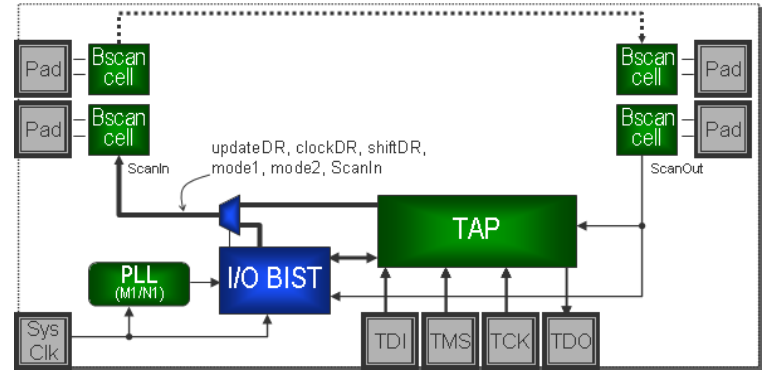 Pad
Bscan
cell
Bscan
cell
Pad
Pad
Bscan
cell
Bscan
cell
Pad
updateDR, clockDR, shiftDR,
mode1, mode2, ScanIn
ScanIn
ScanOut
TAP
PLL
(M1/N1)
I/O BIST
Sys
Clk
TDI
TMS
TCK
TDO